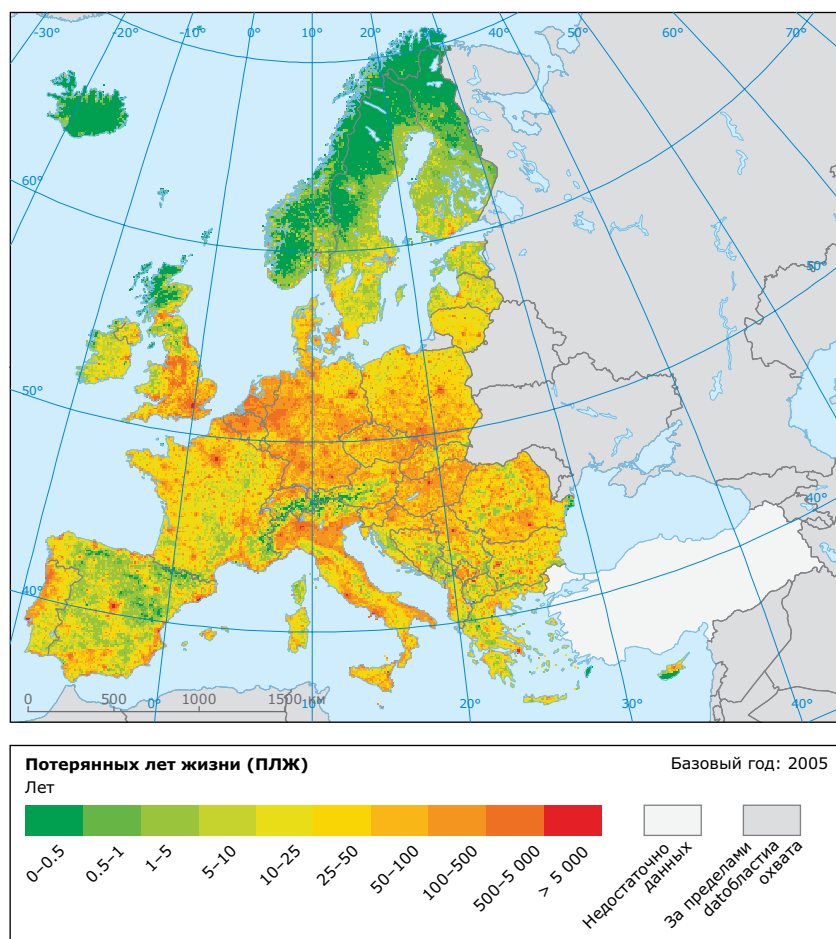 -30° -20° -10° 0° 10° 20° 30° 40° 50° 60° 70°
60°
50°
50°
40°
40°
0 500 1000 1500 км
0° 10° 20° 30° 40°
Потерянных лет жизни (ПЛЖ) Базовый год: 2005
Лет
0–0.5
0.5–1
1–5
5–10
10–25
25–50
50–100
100–500
500–5 000
> 5 000
Недостаточно
данных
За пределами
datобластиa
охвата